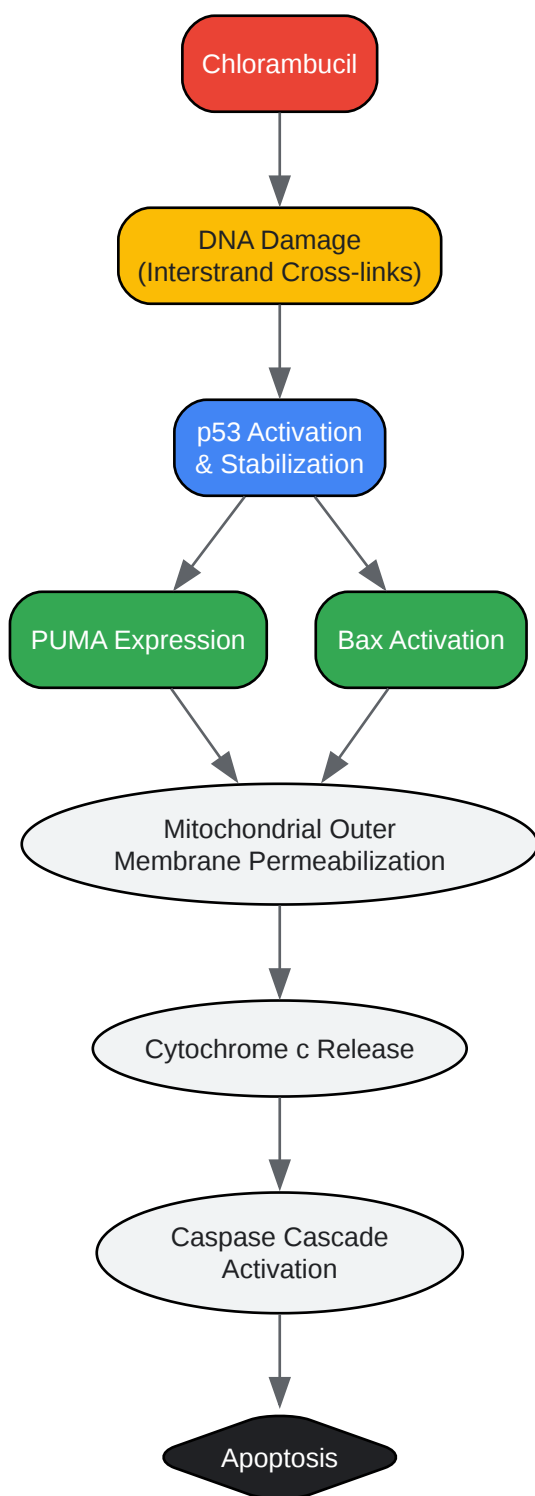 Chlorambucil
DNA Damage
(Interstrand Cross-links)
p53 Activation
& Stabilization
PUMA Expression
Bax Activation
Mitochondrial Outer
Membrane Permeabilization
Cytochrome c Release
Caspase Cascade
Activation
Apoptosis